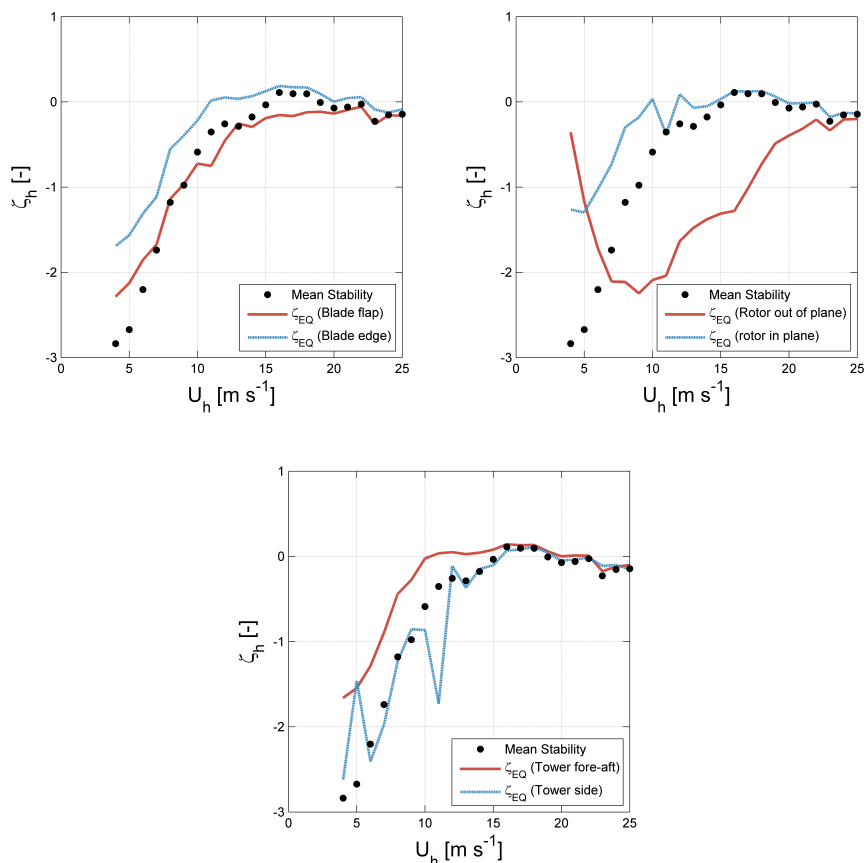 1
0
-1
-2
-3
ζh [-]
Mean Stability
ζEQ (Blade flap)
ζEQ (Blade edge)
0 5 10 15 20 25
Uh [m s-1]
1
0
-1
-2
-3
ζh [-]
Mean Stability
ζEQ (Rotor out of plane)
ζEQ (rotor in plane)
0 5 10 15 20 25
Uh [m s-1]
1
0
-1
-2
-3
ζh [-]
Mean Stability
ζEQ (Tower fore-aft)
ζEQ (Tower side)
0 5 10 15 20 25
Uh [m s-1]